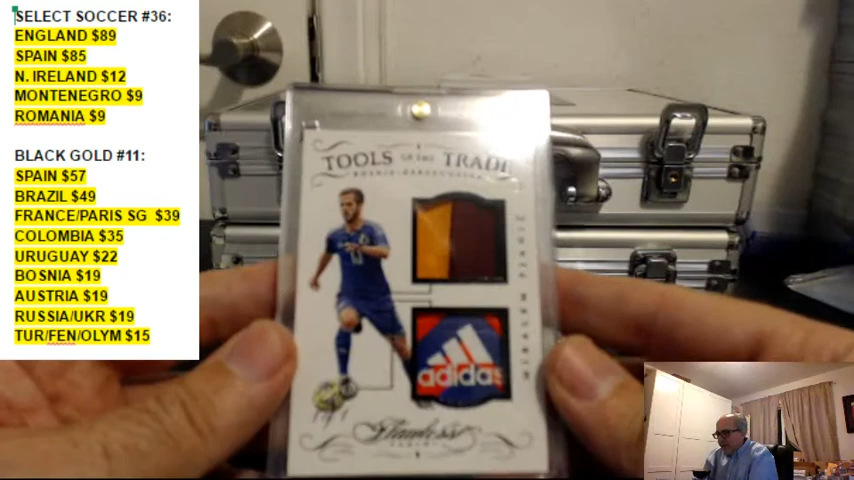 SELECT SOCCER #36:
ENGLAND $89
SPAIN $85
N. IRELAND $12
MONTENEGRO $9
ROMANIA $9
BLACK GOLD #11:
SPAIN $57
BRAZIL $49
FRANCE/PARIS SG $39
COLOMBIA $35
URUGUAY $22
BOSNIA $19
AUSTRIA $19
RUSSIA/UKR $19
TUR/FEN/OLYM $15
TOOLS OF THE TRADE
adidas
Flawless